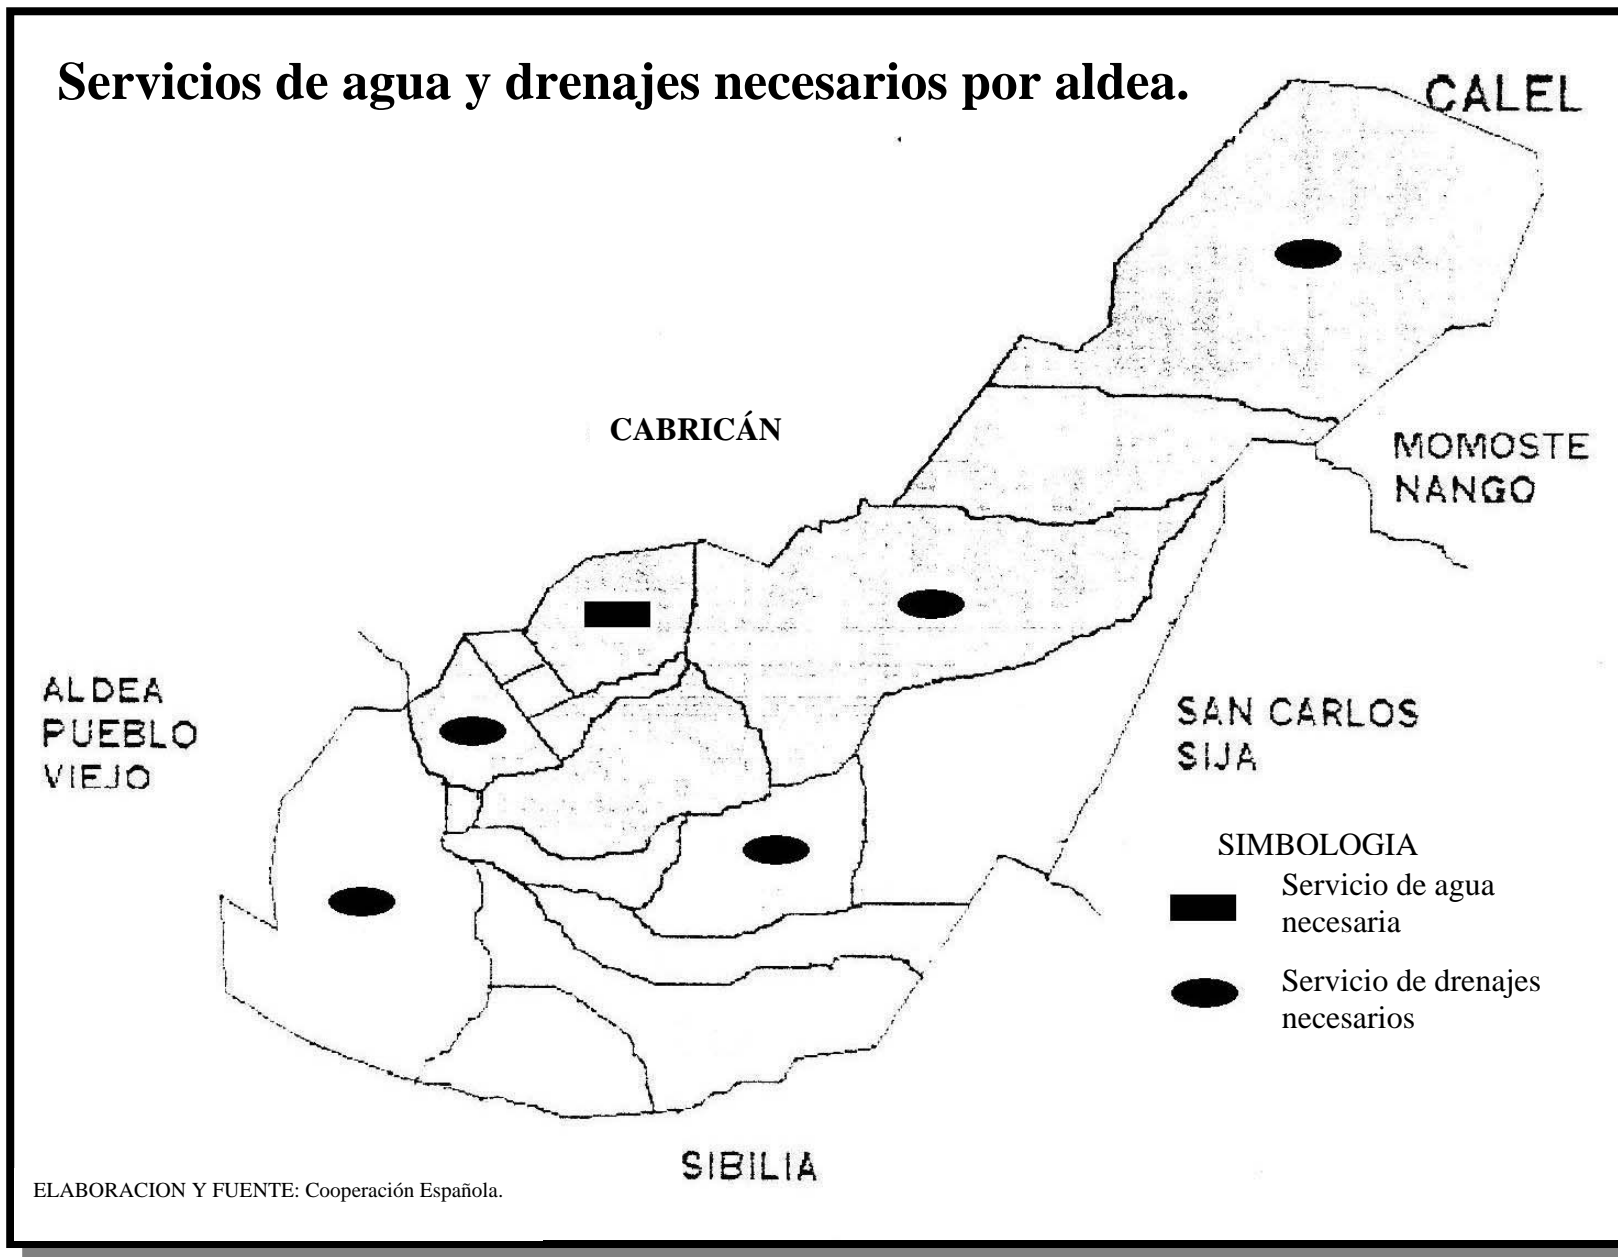 Servicios de agua y drenajes necesarios por aldea.
CALEL
CABRICÁN
MOMOSTE
NANGO
ALDEA
PUEBLO
VIEJO
SAN CARLOS
SIJA
SIMBOLOGIA
Servicio de agua
necesaria
Servicio de drenajes
necesarios
SIBILIA
ELABORACION Y FUENTE: Cooperación Española.